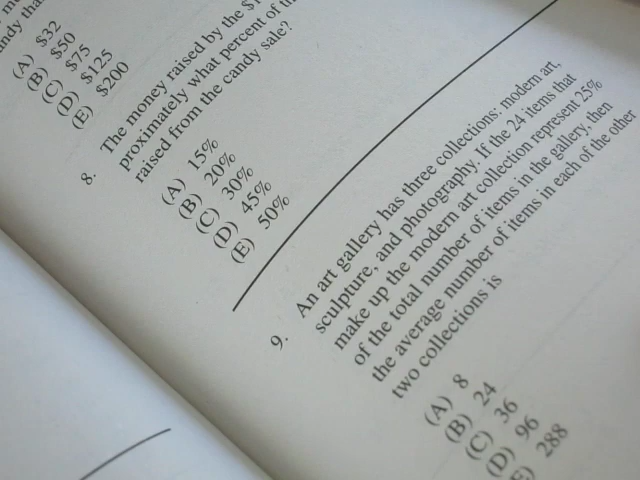 (A) $32
(B) $50
(C) $75
(D) $125
(E) $200
8. The money raised by the
proximately what percent of
raised from the candy sale?
(A) 15%
(B) 20%
(C) 30%
(D) 45%
(E) 50%
9. An art gallery has three collections: modern art,
sculpture, and photography. If the 24 items that
make up the modern art collection represent 25%
of the total number of items in the gallery, then
the average number of items in each of the other
two collections is
(A) 8
(B) 24
(C) 36
(D) 96
(E) 288